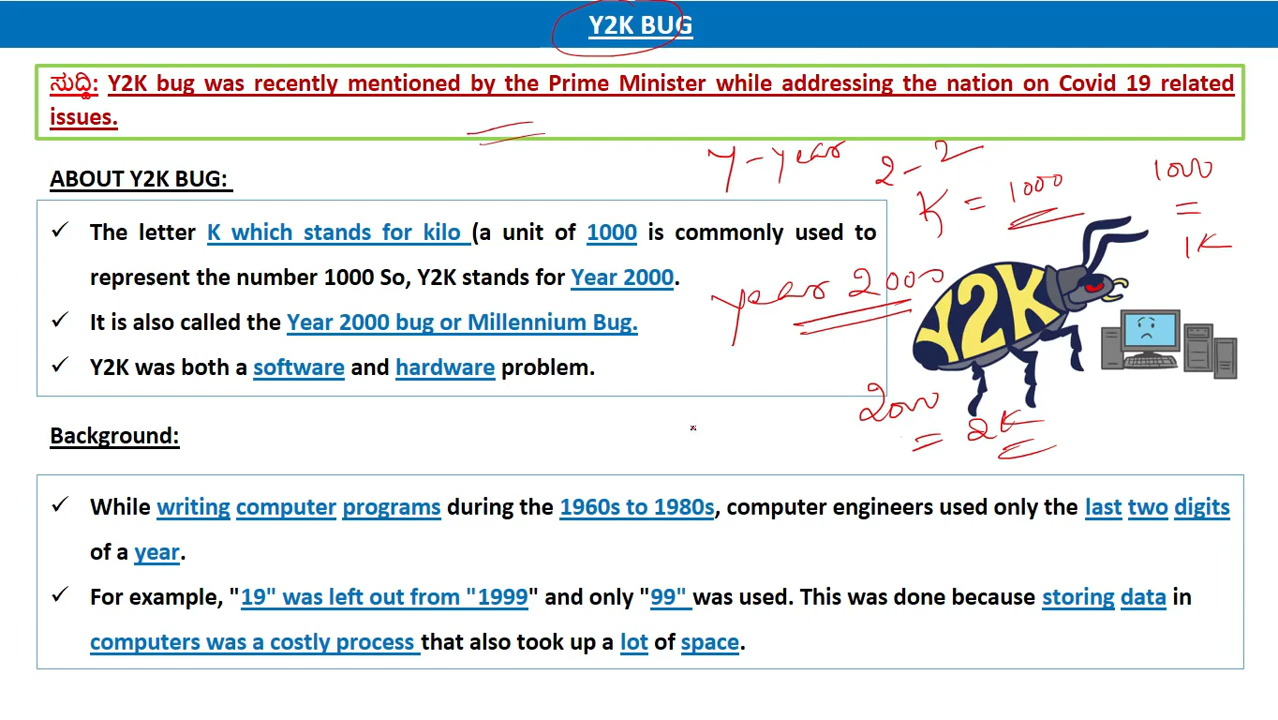 Y2K BUG
ಸುದ್ದಿ: Y2K bug was recently mentioned by the Prime Minister while addressing the nation on Covid 19 related
issues.
Y - year
2 - 2
K = 1000
1000
=
1K
ABOUT Y2K BUG:
✓ The letter K which stands for kilo (a unit of 1000 is commonly used to
represent the number 1000 So, Y2K stands for Year 2000.
✓ It is also called the Year 2000 bug or Millennium Bug.
✓ Y2K was both a software and hardware problem.
year 2000
Y2K
2000
= 2K
Background:
✓ While writing computer programs during the 1960s to 1980s, computer engineers used only the last two digits
of a year.
✓ For example, "19" was left out from "1999" and only "99" was used. This was done because storing data in
computers was a costly process that also took up a lot of space.